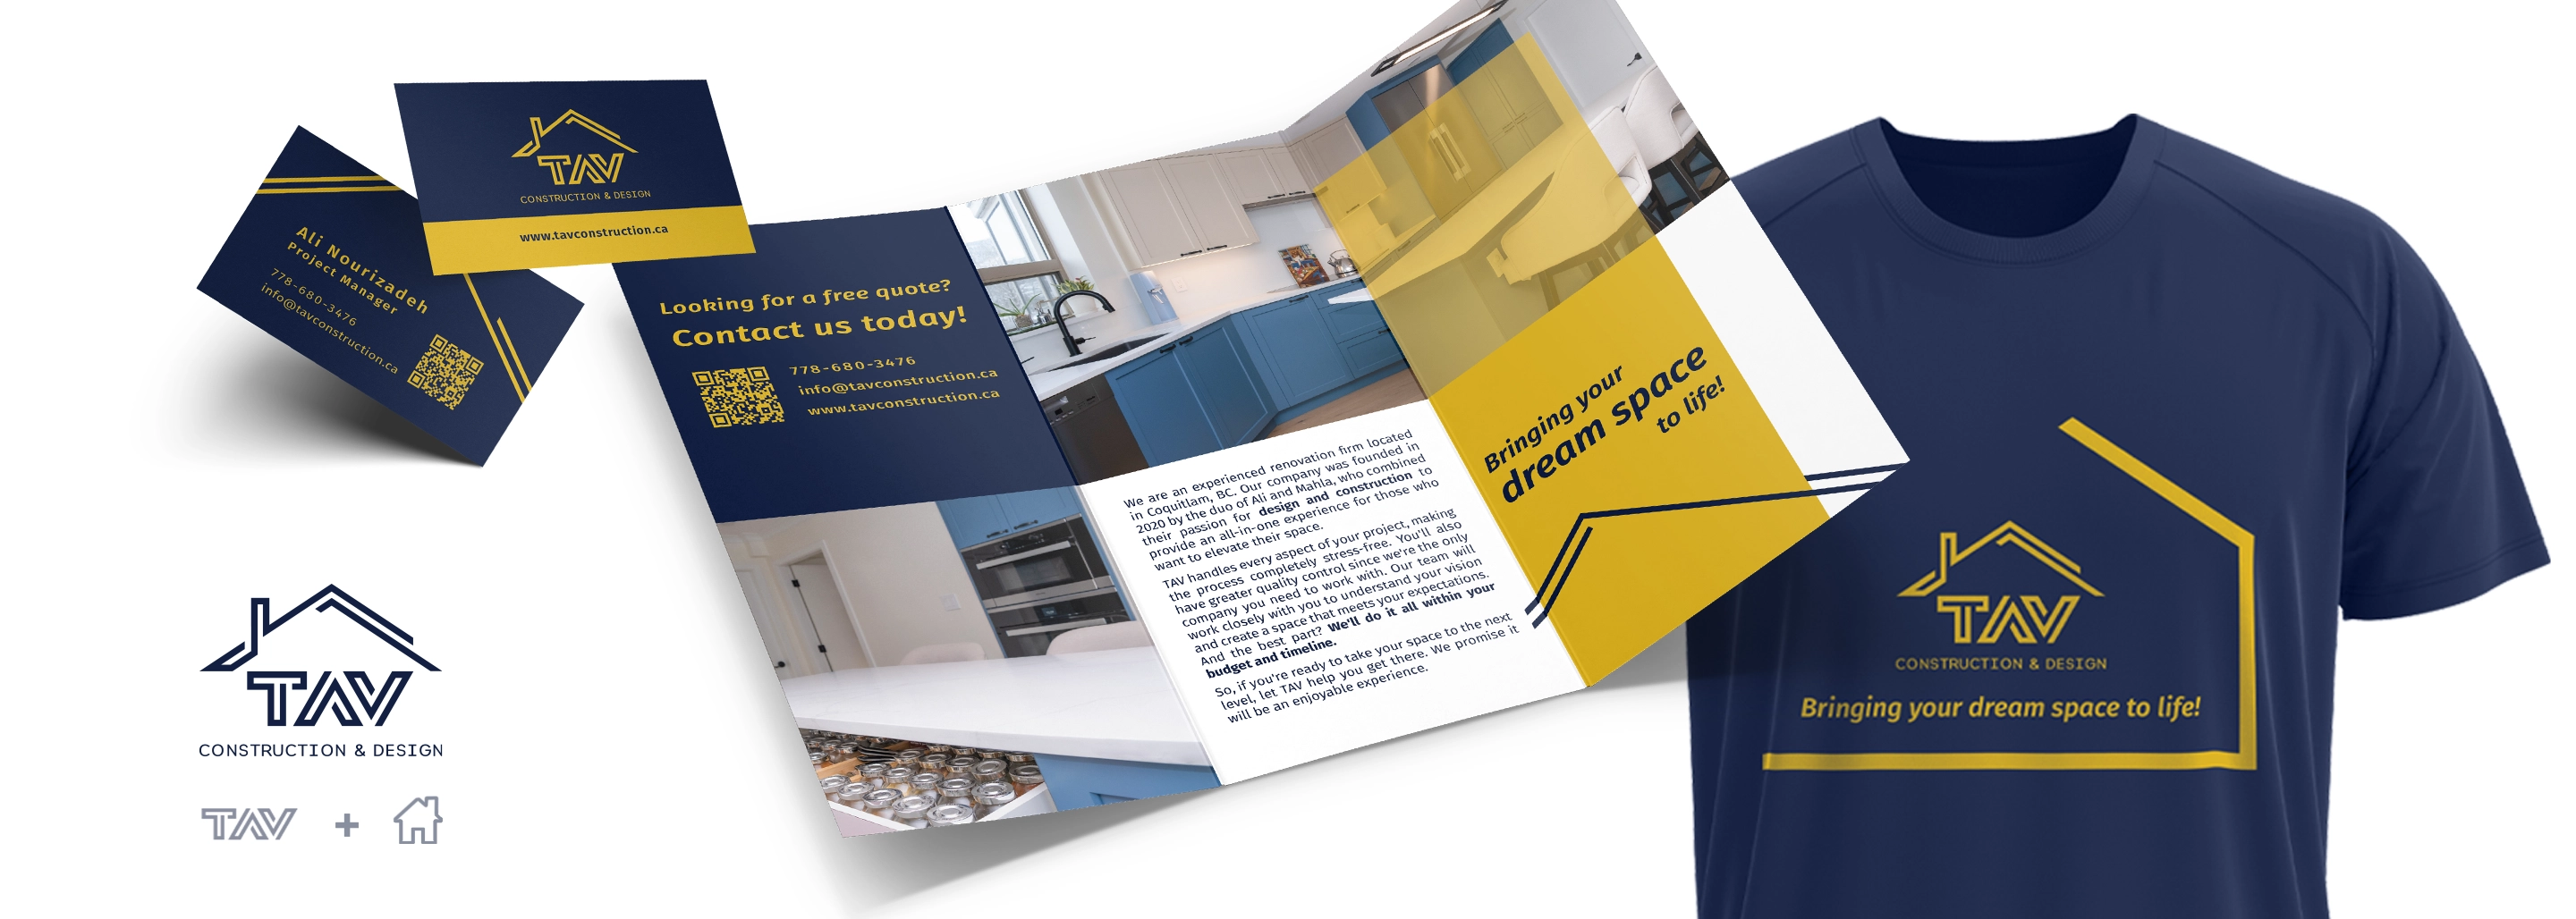 TAV
CONSTRUCTION & DESIGN
www.tavconstruction.ca
Ali Nourizadeh
Project Manager
778-680-3476
info@tavconstruction.ca
TAV
CONSTRUCTION & DESIGN
TAV +
Looking for a free quote?
Contact us today!
778-680-3476
info@tavconstruction.ca
www.tavconstruction.ca
We are an experienced renovation firm located
in Coquitlam, BC. Our company was founded in
2020 by the duo of Ali and Mahla, who combined
their passion for design and construction to
provide an all-in-one experience for those who
want to elevate their space.
TAV handles every aspect of your project, making
the process completely stress-free. You'll also
have greater quality control since we're the only
company you need to work with. Our team will
work closely with you to understand your vision
and create a space that meets your expectations.
And the best part? We'll do it all within your
budget and timeline.
So, if you're ready to take your space to the next
level, let TAV help you get there. We promise it
will be an enjoyable experience.
Bringing your
dream space
to life!
TAV
CONSTRUCTION & DESIGN
Bringing your dream space to life!